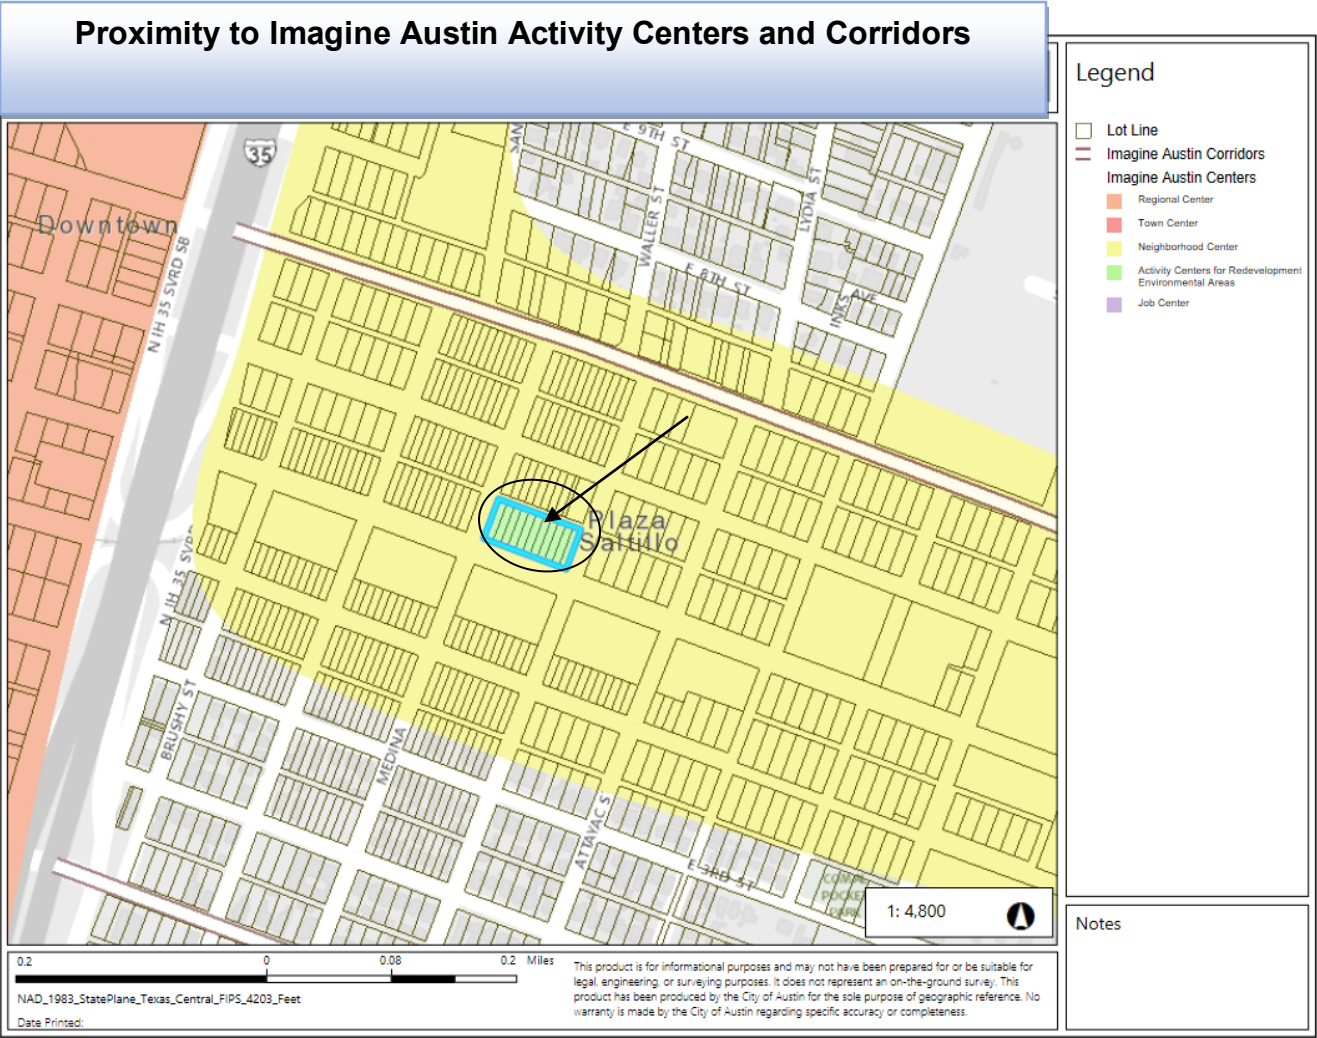 Proximity to Imagine Austin Activity Centers and Corridors
Legend
Lot Line
Imagine Austin Corridors
Imagine Austin Centers
Regional Center
Town Center
Neighborhood Center
Activity Centers for Redevelopment
Environmental Areas
Job Center
35
SAN
E 9TH ST
WALLER ST
LYDIA ST
Downtown
N IH 35 SVRD SB
E 8TH ST
INKS
AVE
Plaza
Saltillo
N IH 35 SVRD
BRUSHY ST
MEDINA
ATTAYAC S
E 3RD ST
POCKET
PARK
1: 4,800
Notes
0.2
0
0.08
0.2
Miles
NAD_1983_StatePlane_Texas_Central_FIPS_4203_Feet
Date Printed:
This product is for informational purposes and may not have been prepared for or be suitable for
legal, engineering, or surveying purposes. It does not represent an on-the-ground survey. This
product has been produced by the City of Austin for the sole purpose of geographic reference. No
warranty is made by the City of Austin regarding specific accuracy or completeness.